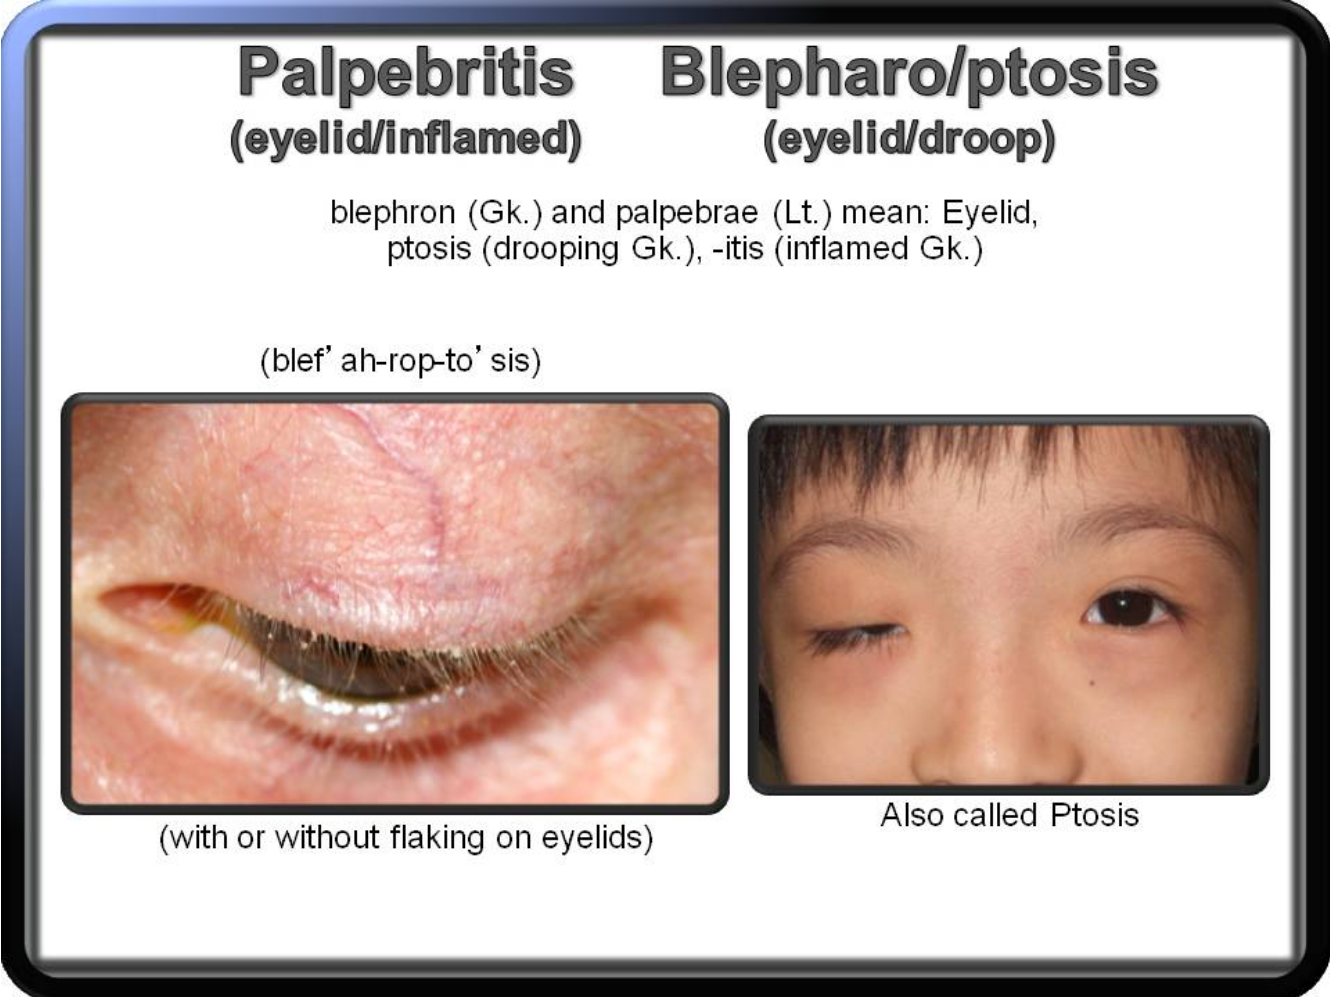 Palpebritis
(eyelid/inflamed)
Blepharo/ptosis
(eyelid/droop)
blephron (Gk.) and palpebrae (Lt.) mean: Eyelid,
ptosis (drooping Gk.), -itis (inflamed Gk.)
(blef’ ah-rop-to’ sis)
(with or without flaking on eyelids)
Also called Ptosis